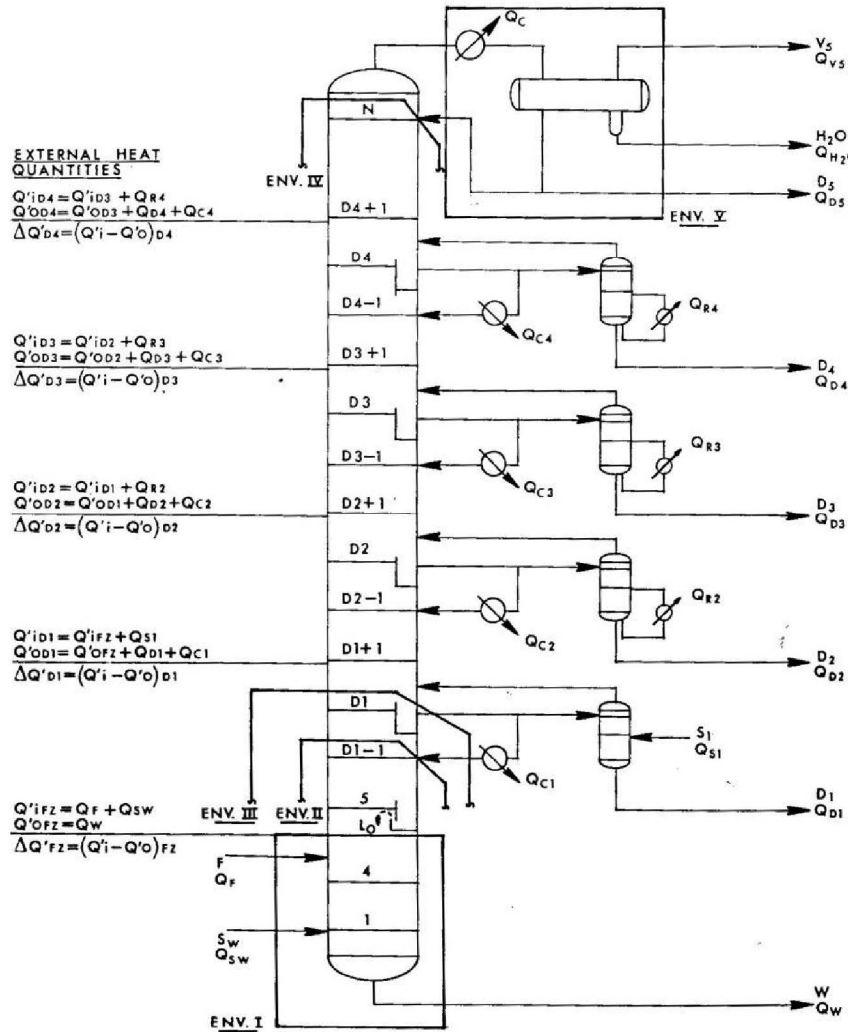 QC
V5
QV5
H2O
QH2
D5
QD5
N
ENV. IV
ENV. V
EXTERNAL HEAT
QUANTITIES
Q'iD4=Q'iD3+QR4
Q'OD4=Q'OD3+QD4+QC4
ΔQ'D4=(Q'i-Q'O)D4
D4+1
D4
D4-1
QC4
QR4
D4
QD4
Q'iD3=Q'iD2+QR3
Q'OD3=Q'OD2+QD3+QC3
ΔQ'D3=(Q'i-Q'O)D3
D3+1
D3
D3-1
QC3
QR3
D3
QD3
Q'iD2=Q'iD1+QR2
Q'OD2=Q'OD1+QD2+QC2
ΔQ'D2=(Q'i-Q'O)D2
D2+1
D2
D2-1
QC2
QR2
D2
QD2
Q'iD1=Q'iFZ+QS1
Q'OD1=Q'OFZ+QD1+QC1
ΔQ'D1=(Q'i-Q'O)D1
D1+1
D1
D1-1
QC1
S1
QS1
D1
QD1
ENV. III
ENV. II
5
LO
Q'iFZ=QF+QSW
Q'OFZ=QW
ΔQ'FZ=(Q'i-Q'O)FZ
F
QF
4
1
SW
QSW
W
QW
ENV. I